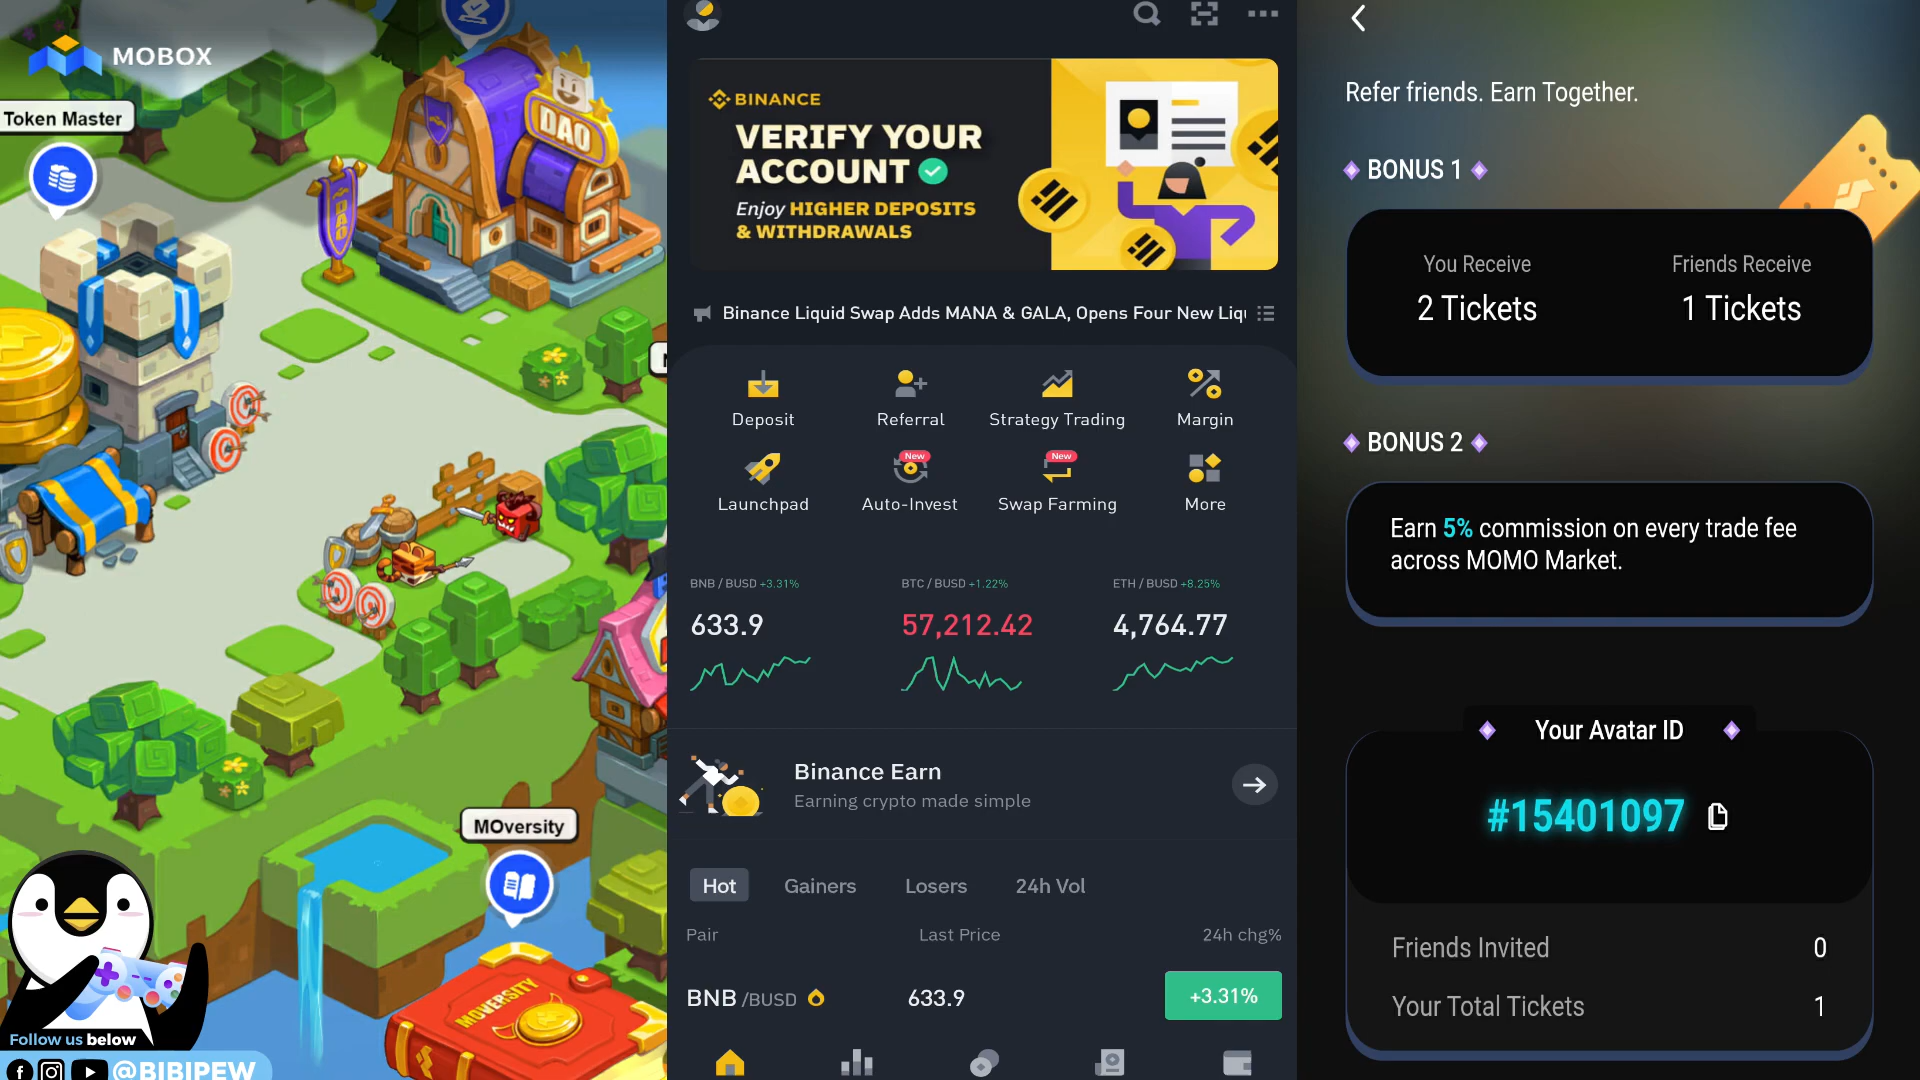 MOBOX
Token Master
DAO
DAO
MOversity
MOVERSITY
Follow us below
@BIBIPEW
BINANCE
VERIFY YOUR
ACCOUNT
Enjoy HIGHER DEPOSITS
& WITHDRAWALS
Binance Liquid Swap Adds MANA & GALA, Opens Four New
Deposit
Referral
Strategy Trading
Margin
New
New
Launchpad
Auto-Invest
Swap Farming
More
BNB / BUSD +3.31%
BTC / BUSD +1.22%
ETH / BUSD +8.25%
633.9
57,212.42
4,764.77
Binance Earn
Earning crypto made simple
Hot
Gainers
Losers
24h Vol
Pair
Last Price
24h chg%
BNB /BUSD
633.9
+3.31%
Refer friends. Earn Together.
BONUS 1
You Receive
Friends Receive
2 Tickets
1 Tickets
BONUS 2
Earn 5% commission on every trade fee
across MOMO Market.
Your Avatar ID
#15401097
Friends Invited
0
Your Total Tickets
1